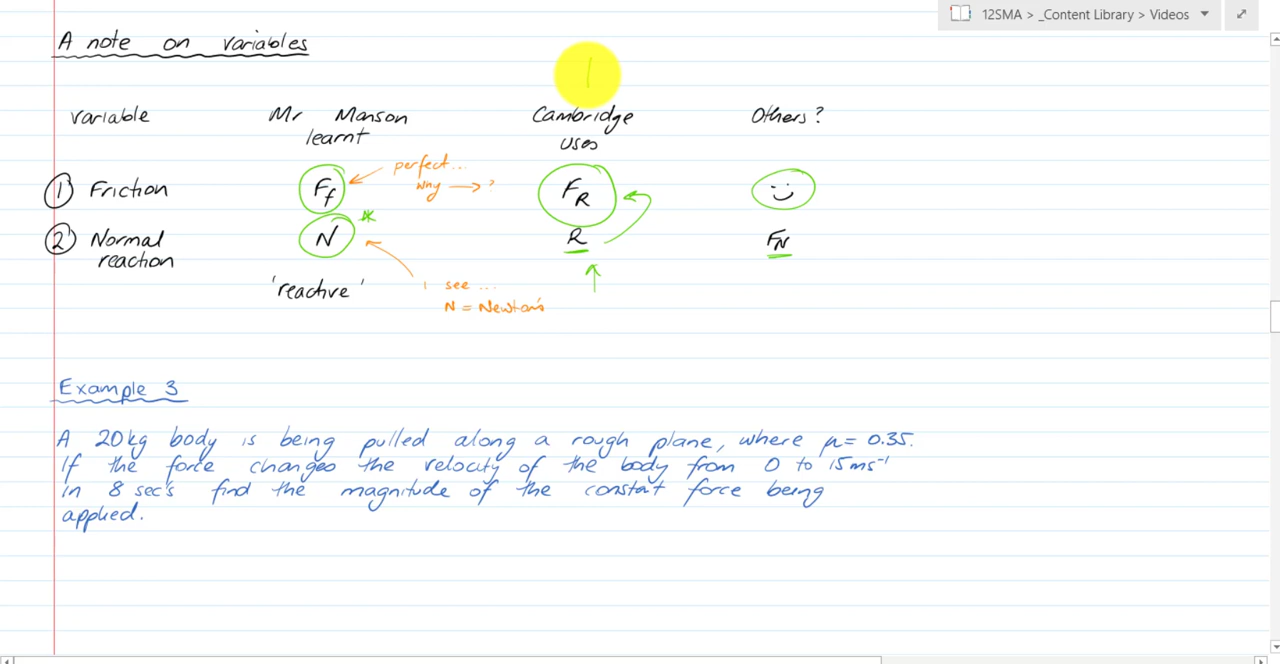 12SMA > _Content Library > Videos
A note on variables
variable Mr Manson learnt Cambridge uses Others?
① Friction Ff perfect... why → ? FR
② Normal reaction N R FN
'reactive' I see ...
N = Newton's
Example 3
A 20kg body is being pulled along a rough plane, where μ = 0.35.
If the force changes the velocity of the body from 0 to 15ms⁻¹
in 8 sec's find the magnitude of the constant force being
applied.